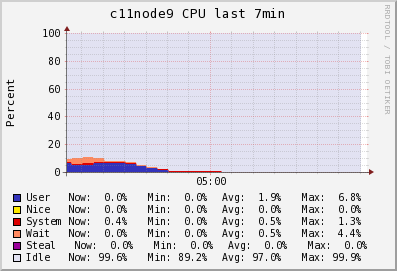 c11node9 CPU last 7min
RRDTOOL / TOBI OETIKER
Percent
100
80
60
40
20
0
05:00
User Now: 0.0% Min: 0.0% Avg: 1.9% Max: 6.8%
Nice Now: 0.0% Min: 0.0% Avg: 0.0% Max: 0.0%
System Now: 0.4% Min: 0.0% Avg: 0.5% Max: 1.3%
Wait Now: 0.0% Min: 0.0% Avg: 0.5% Max: 4.4%
Steal Now: 0.0% Min: 0.0% Avg: 0.0% Max: 0.0%
Idle Now: 99.6% Min: 89.2% Avg: 97.0% Max: 99.9%